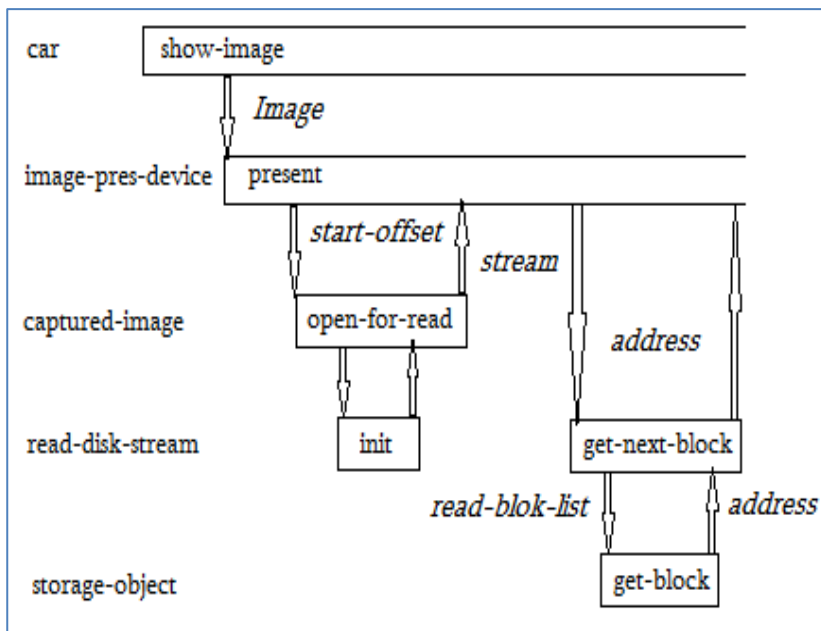 car
show-image
Image
image-pres-device
present
start-offset
stream
captured-image
open-for-read
address
read-disk-stream
init
get-next-block
read-blok-list
address
storage-object
get-block